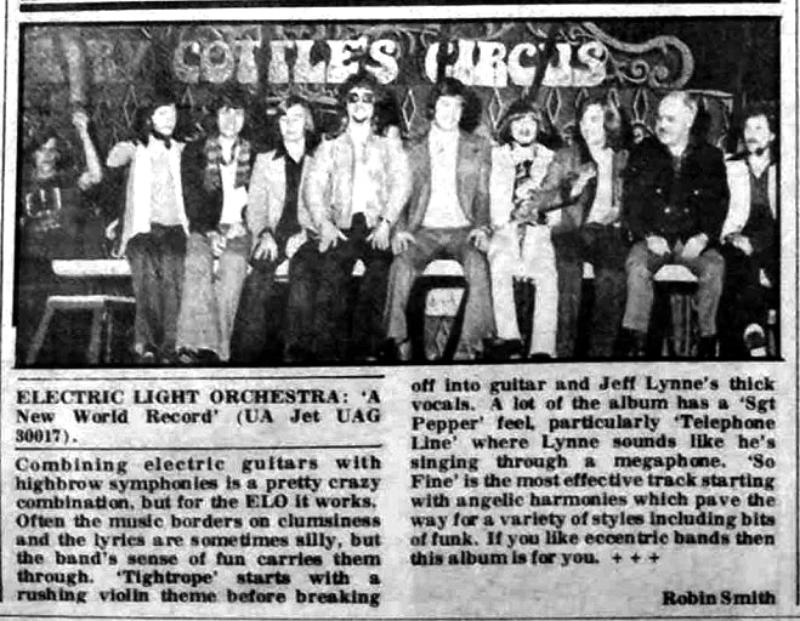 COTTLE'S CIRCUS
ELECTRIC LIGHT ORCHESTRA: 'A
New World Record' (UA Jet UAG
30017).
Combining electric guitars with
highbrow symphonies is a pretty crazy
combination, but for the ELO it works.
Often the music borders on clumsiness
and the lyrics are sometimes silly, but
the band's sense of fun carries them
through. 'Tightrope' starts with a
rushing violin theme before breaking
off into guitar and Jeff Lynne's thick
vocals. A lot of the album has a 'Sgt
Pepper' feel, particularly 'Telephone
Line' where Lynne sounds like he's
singing through a megaphone. 'So
Fine' is the most effective track starting
with angelic harmonies which pave the
way for a variety of styles including bits
of funk. If you like eccentric bands then
this album is for you. + + +
Robin Smith